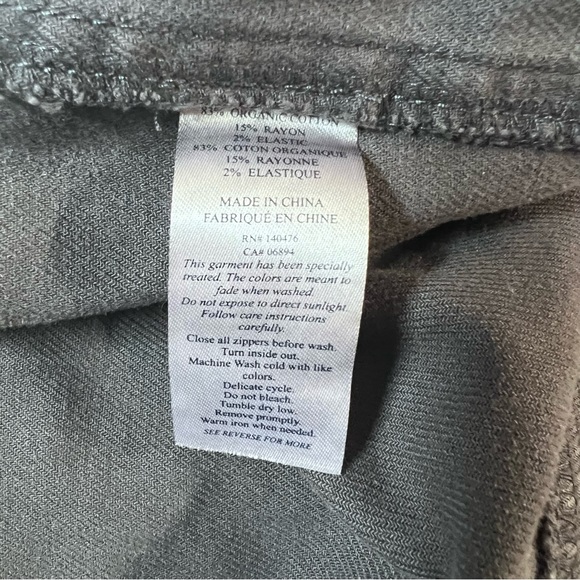 83% ORGANIC COTTON
15% RAYON
2% ELASTIC
83% COTON ORGANIQUE
15% RAYONNE
2% ELASTIQUE
MADE IN CHINA
FABRIQUÉ EN CHINE
RN# 140476
CA# 06894
This garment has been specially
treated. The colors are meant to
fade when washed.
Do not expose to direct sunlight.
Follow care instructions
carefully.
Close all zippers before wash.
Turn inside out.
Machine Wash cold with like
colors.
Delicate cycle.
Do not bleach.
Tumble dry low.
Remove promptly.
Warm iron when needed.
SEE REVERSE FOR MORE